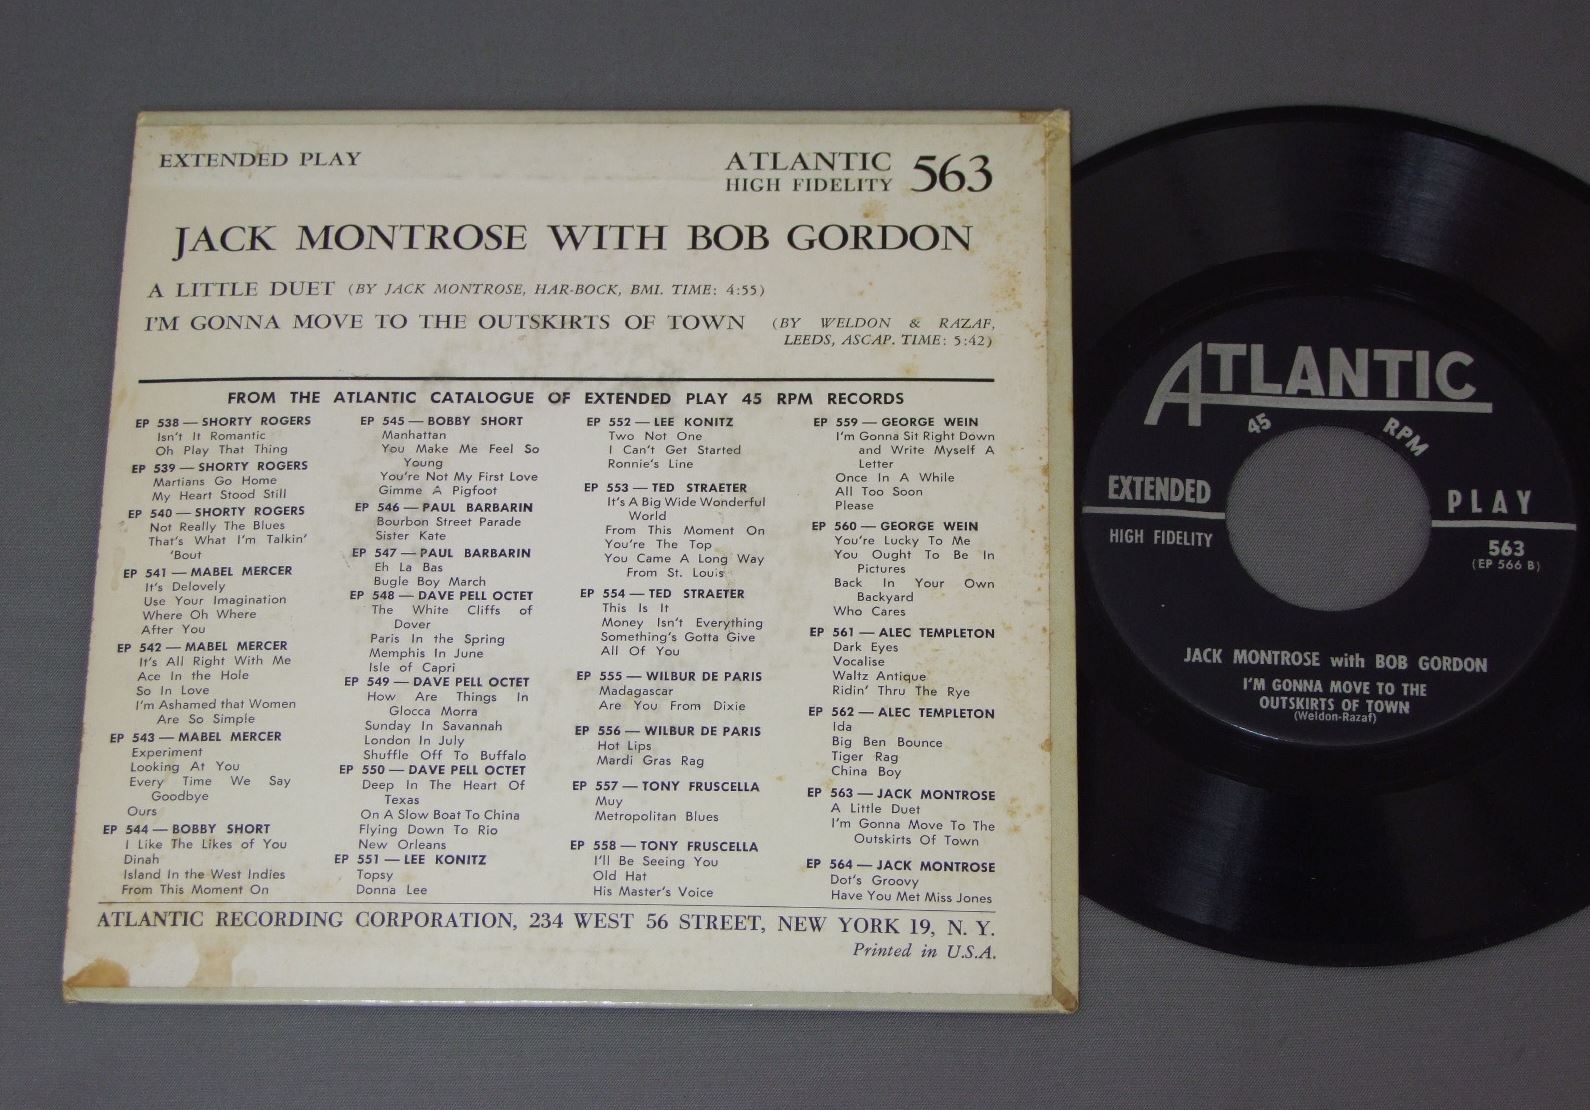 EXTENDED PLAY
ATLANTIC
HIGH FIDELITY 563
JACK MONTROSE WITH BOB GORDON
A LITTLE DUET (BY JACK MONTROSE, HAR-BOCK, BMI. TIME: 4:55)
I'M GONNA MOVE TO THE OUTSKIRTS OF TOWN (BY WELDON & RAZAF,
LEEDS, ASCAP. TIME: 5:42)
FROM THE ATLANTIC CATALOGUE OF EXTENDED PLAY 45 RPM RECORDS
EP 538 — SHORTY ROGERS
Isn't It Romantic
Oh Play That Thing
EP 539 — SHORTY ROGERS
Martians Go Home
My Heart Stood Still
EP 540 — SHORTY ROGERS
Not Really The Blues
That's What I'm Talkin'
'Bout
EP 541 — MABEL MERCER
It's Delovely
Use Your Imagination
Where Oh Where
After You
EP 542 — MABEL MERCER
It's All Right With Me
Ace In the Hole
So In Love
I'm Ashamed that Women
Are So Simple
EP 543 — MABEL MERCER
Experiment
Looking At You
Every Time We Say
Goodbye
Ours
EP 544 — BOBBY SHORT
I Like The Likes of You
Dinah
Island In the West Indies
From This Moment On
EP 545 — BOBBY SHORT
Manhattan
You Make Me Feel So
Young
You're Not My First Love
Gimme A Pigfoot
EP 546 — PAUL BARBARIN
Bourbon Street Parade
Sister Kate
EP 547 — PAUL BARBARIN
Eh La Bas
Bugle Boy March
EP 548 — DAVE PELL OCTET
The White Cliffs of
Dover
Paris In the Spring
Memphis In June
Isle of Capri
EP 549 — DAVE PELL OCTET
How Are Things In
Glocca Morra
Sunday In Savannah
London In July
Shuffle Off To Buffalo
EP 550 — DAVE PELL OCTET
Deep In The Heart Of
Texas
On A Slow Boat To China
Flying Down To Rio
New Orleans
EP 551 — LEE KONITZ
Topsy
Donna Lee
EP 552 — LEE KONITZ
Two Not One
I Can't Get Started
Ronnie's Line
EP 553 — TED STRAETER
It's A Big Wide Wonderful
World
From This Moment On
You're The Top
You Came A Long Way
From St. Louis
EP 554 — TED STRAETER
This Is It
Money Isn't Everything
Something's Gotta Give
All Of You
EP 555 — WILBUR DE PARIS
Madagascar
Are You From Dixie
EP 556 — WILBUR DE PARIS
Hot Lips
Mardi Gras Rag
EP 557 — TONY FRUSCELLA
Muy
Metropolitan Blues
EP 558 — TONY FRUSCELLA
I'll Be Seeing You
Old Hat
His Master's Voice
EP 559 — GEORGE WEIN
I'm Gonna Sit Right Down
and Write Myself A
Letter
Once In A While
All Too Soon
Please
EP 560 — GEORGE WEIN
You're Lucky To Me
You Ought To Be In
Pictures
Back In Your Own
Backyard
Who Cares
EP 561 — ALEC TEMPLETON
Dark Eyes
Vocalise
Waltz Antique
Ridin' Thru The Rye
EP 562 — ALEC TEMPLETON
Ida
Big Ben Bounce
Tiger Rag
China Boy
EP 563 — JACK MONTROSE
A Little Duet
I'm Gonna Move To The
Outskirts Of Town
EP 564 — JACK MONTROSE
Dot's Groovy
Have You Met Miss Jones
ATLANTIC RECORDING CORPORATION, 234 WEST 56 STREET, NEW YORK 19, N. Y.
Printed in U.S.A.
ATLANTIC
45 RPM
EXTENDED PLAY
HIGH FIDELITY
563
(EP 566 B)
JACK MONTROSE with BOB GORDON
I'M GONNA MOVE TO THE
OUTSKIRTS OF TOWN
(Weldon-Razaf)